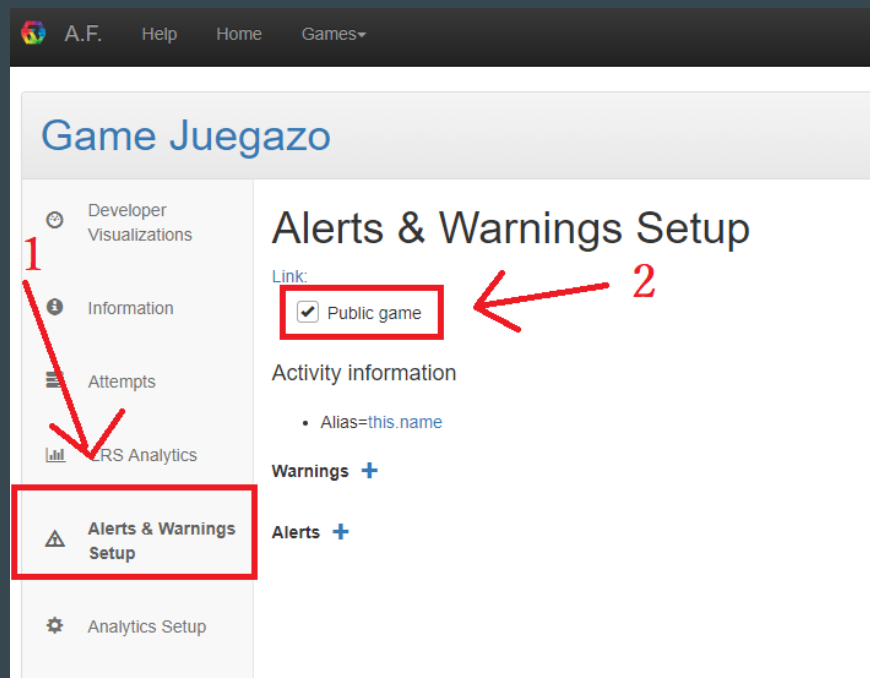 A.F. Help Home Games
Game Juegazo
Developer
Visualizations
1
Information
Attempts
LRS Analytics
Alerts & Warnings
Setup
Analytics Setup
Alerts & Warnings Setup
Link:
Public game
2
Activity information
Alias=this.name
Warnings
Alerts